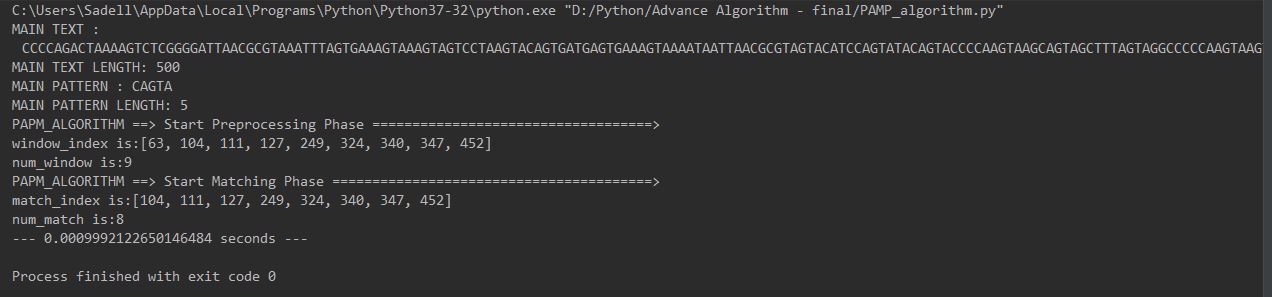 C:\Users\Sadell\AppData\Local\Programs\Python\Python37-32\python.exe "D:/Python/Advance Algorithm - final/PAMP_algorithm.py"
MAIN TEXT :
CCCCAGACTAAAAGTCTCGGGGATTAACGCGTAAATTTAGTGAAAGTAAAGTAGTCCTAAGTACAGTGATGAGTGAAAGTAAAATAATTAACGCGTAGTACATCCAGTATACAGTACCCCAAGTAAGCAGTAGCTTTAGTAGGCCCCCAAGTAAG
MAIN TEXT LENGTH: 500
MAIN PATTERN : CAGTA
MAIN PATTERN LENGTH: 5
PAPM_ALGORITHM ==> Start Preprocessing Phase ===================================>
window_index is:[63, 104, 111, 127, 249, 324, 340, 347, 452]
num_window is:9
PAPM_ALGORITHM ==> Start Matching Phase ========================================>
match_index is:[104, 111, 127, 249, 324, 340, 347, 452]
num_match is:8
--- 0.0009992122650146484 seconds ---
Process finished with exit code 0